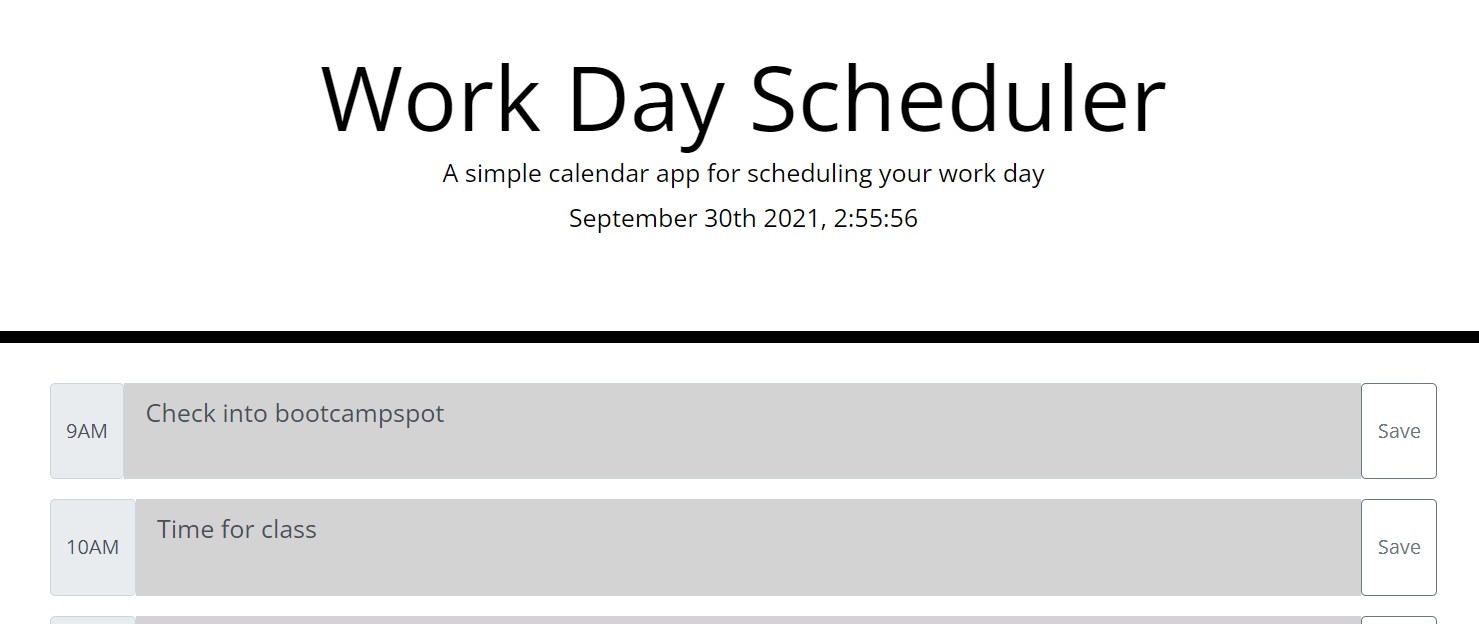 Work Day Scheduler
A simple calendar app for scheduling your work day
September 30th 2021, 2:55:56
9AM Check into bootcampspot Save
10AM Time for class Save